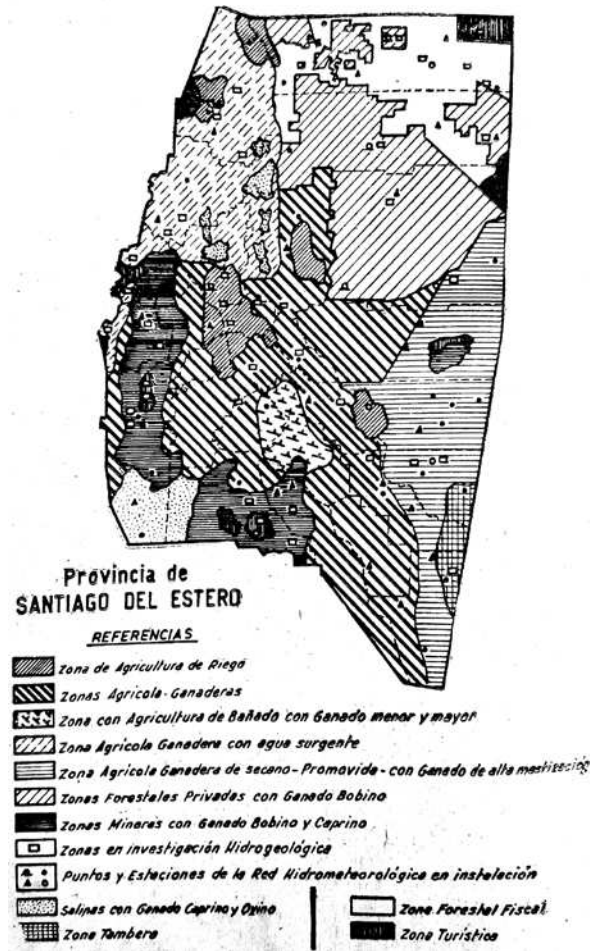 Provincia de
SANTIAGO DEL ESTERO
REFERENCIAS
Zona de Agricultura de Riego
Zonas Agricola-Ganaderas
Zona con Agricultura de Bañado con Ganado menor y mayor
Zona Agricola Ganadera con agua surgente
Zona Agricola Ganadera de secano-Promovida-con Ganado de alta mestización
Zonas Forestales Privadas con Ganado Bobino
Zonas Mineras con Ganado Bobino y Caprino
Zonas en investigación Hidrogeológica
Puntos y Estaciones de la Red Hidrometeorológica en instalación
Salinas con Ganado Caprino y Ovino
Zona Tambera
Zona Forestal Fiscal
Zona Turística